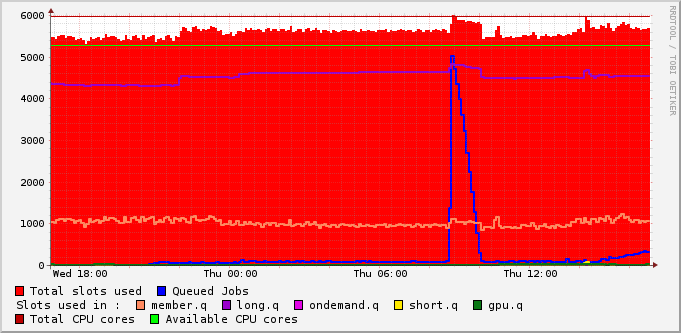 6000
5000
4000
3000
2000
1000
0
Wed 18:00 Thu 00:00 Thu 06:00 Thu 12:00
RRDTOOL / TOBI OETIKER
Total slots used Queued Jobs
Slots used in : member.q long.q ondemand.q short.q gpu.q
Total CPU cores Available CPU cores